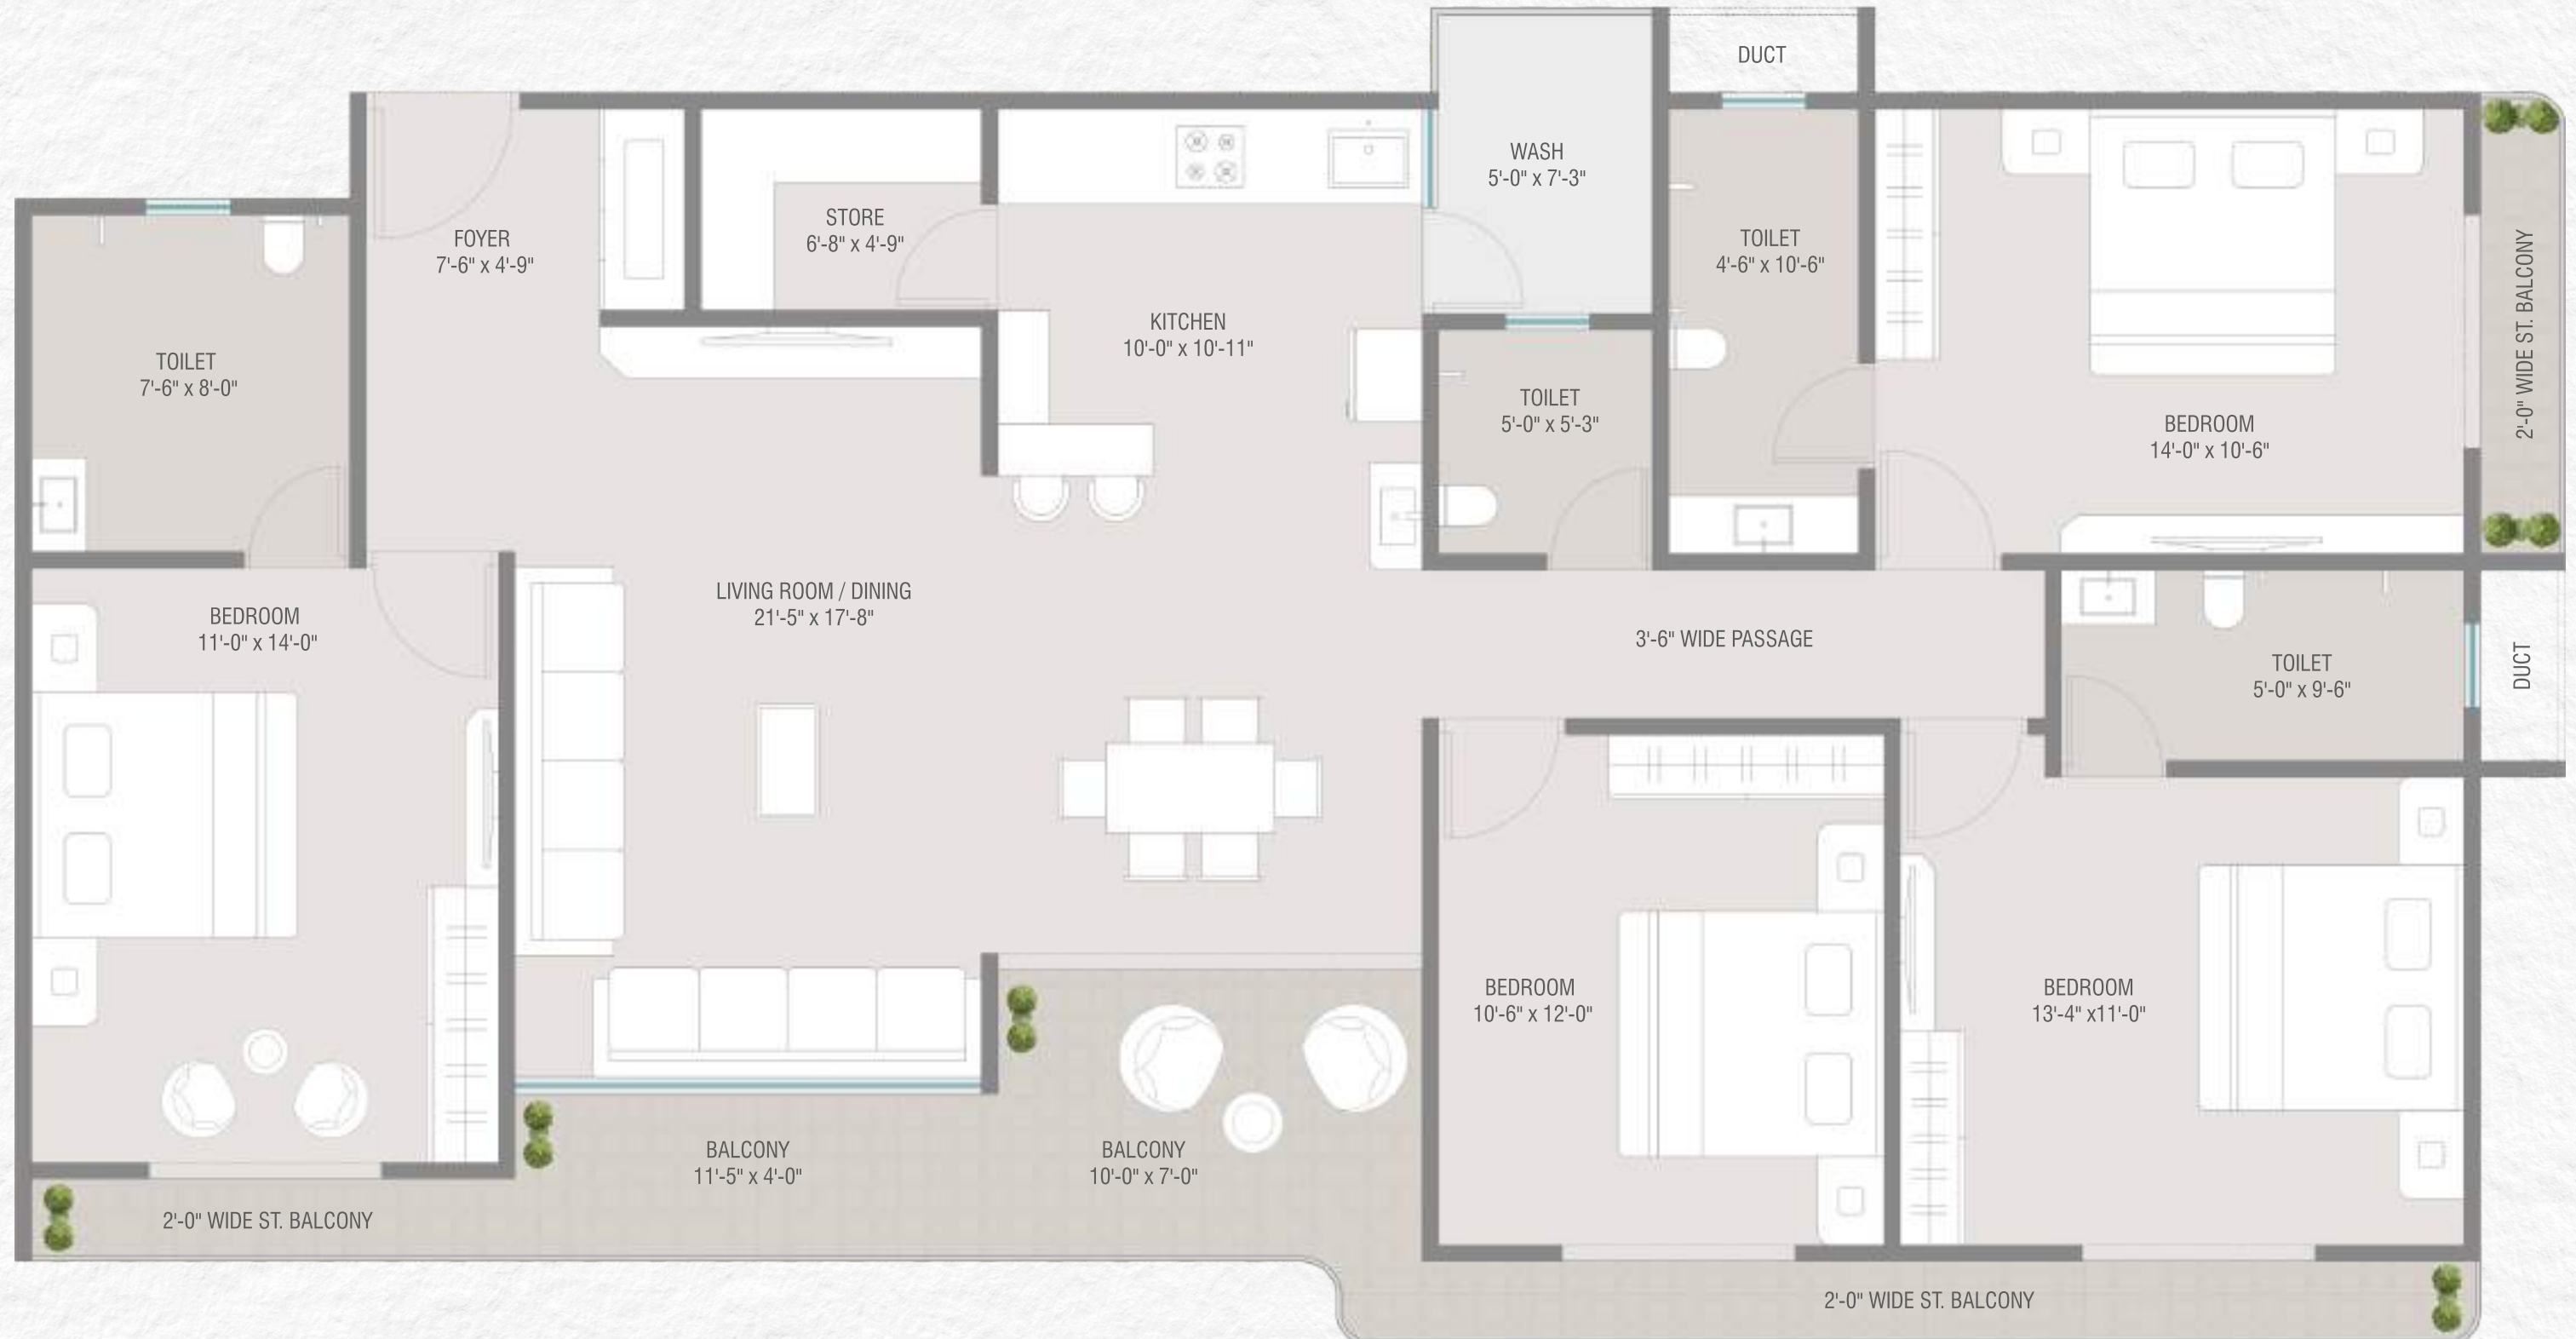 DUCT
WASH
5'-0" x 7'-3"
STORE
6'-8" x 4'-9"
FOYER
7'-6" x 4'-9"
TOILET
4'-6" x 10'-6"
2'-0" WIDE ST. BALCONY
KITCHEN
10'-0" x 10'-11"
TOILET
7'-6" x 8'-0"
TOILET
5'-0" x 5'-3"
BEDROOM
14'-0" x 10'-6"
LIVING ROOM / DINING
21'-5" x 17'-8"
BEDROOM
11'-0" x 14'-0"
3'-6" WIDE PASSAGE
TOILET
5'-0" x 9'-6"
DUCT
BEDROOM
10'-6" x 12'-0"
BEDROOM
13'-4" x11'-0"
BALCONY
11'-5" x 4'-0"
BALCONY
10'-0" x 7'-0"
2'-0" WIDE ST. BALCONY
2'-0" WIDE ST. BALCONY